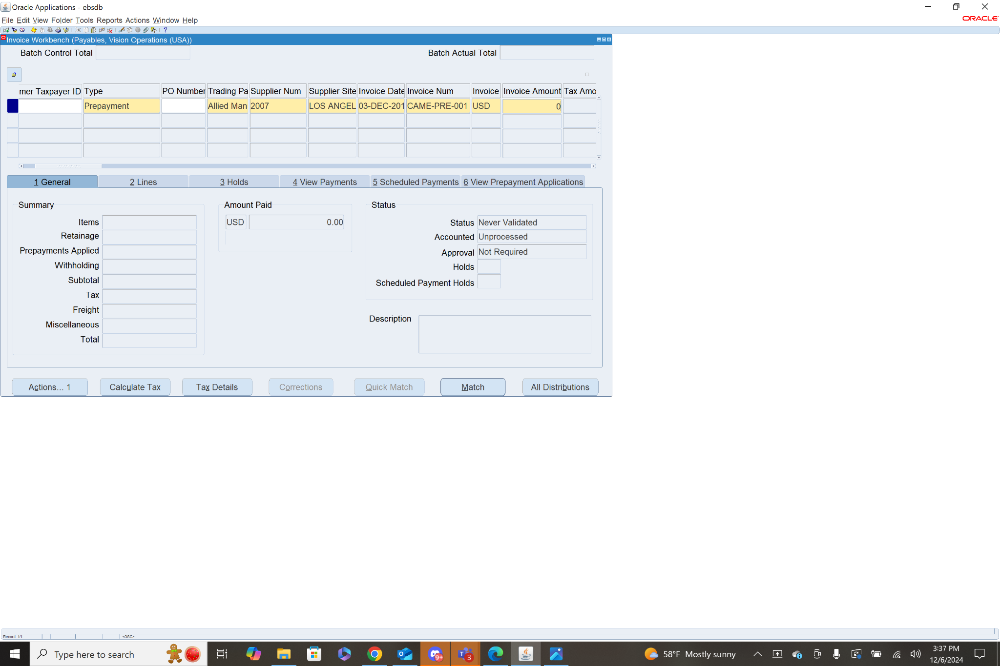 Oracle Applications - ebsdb
File Edit View Folder Tools Reports Actions Window Help
ORACLE
Invoice Workbench (Payables, Vision Operations (USA))
Batch Control Total
Batch Actual Total
mer Taxpayer ID Type PO Number Trading Pa Supplier Num Supplier Site Invoice Date Invoice Num Invoice Invoice Amount Tax Amo
Prepayment Allied Man 2007 LOS ANGEL 03-DEC-201 CAME-PRE-001 USD 0
1 General 2 Lines 3 Holds 4 View Payments 5 Scheduled Payments 6 View Prepayment Applications
Summary
Items
Retainage
Prepayments Applied
Withholding
Subtotal
Tax
Freight
Miscellaneous
Total
Amount Paid
USD 0.00
Status
Status Never Validated
Accounted Unprocessed
Approval Not Required
Holds
Scheduled Payment Holds
Description
Actions... 1 Calculate Tax Tax Details Corrections Quick Match Match All Distributions
Record: 1/1 ... <OSC>
Type here to search
9+
T 3
58°F Mostly sunny
3:37 PM
12/6/2024